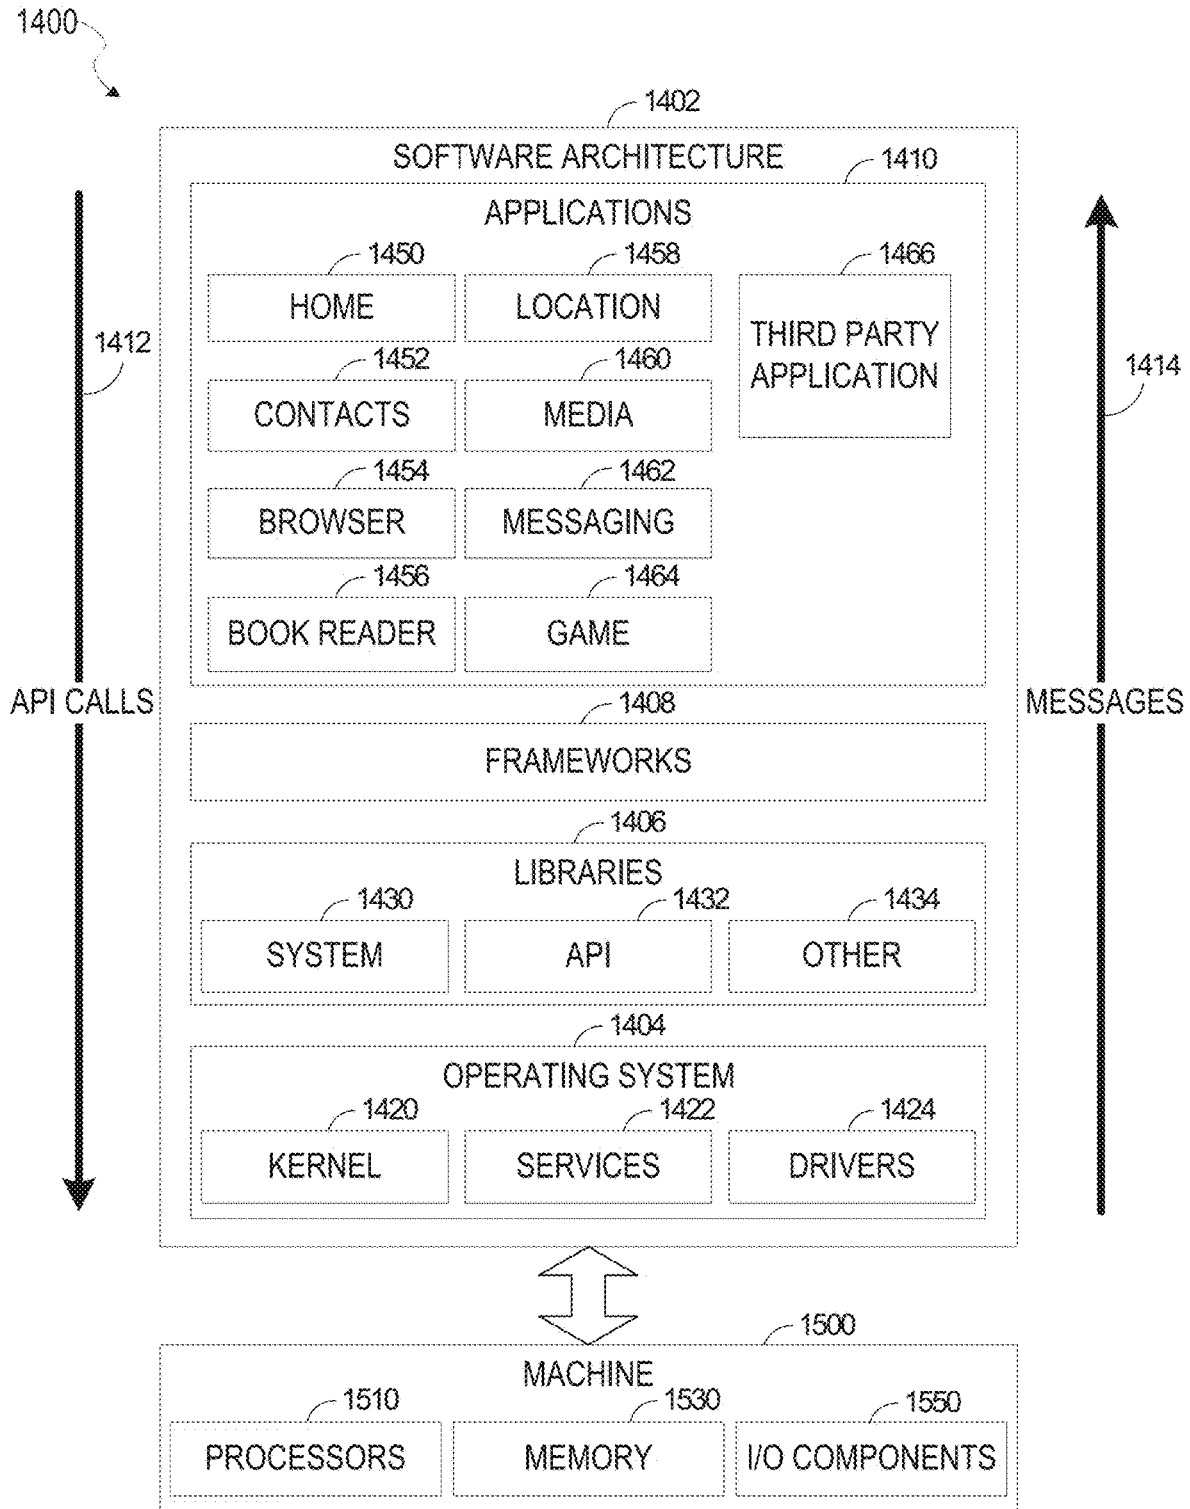 1400
1402
SOFTWARE ARCHITECTURE
1410
APPLICATIONS
1450
1458
1466
HOME
LOCATION
THIRD PARTY
APPLICATION
1412
1452
1460
1414
CONTACTS
MEDIA
1454
1462
BROWSER
MESSAGING
1456
1464
BOOK READER
GAME
API CALLS
MESSAGES
1408
FRAMEWORKS
1406
LIBRARIES
1430
1432
1434
SYSTEM
API
OTHER
1404
OPERATING SYSTEM
1420
1422
1424
KERNEL
SERVICES
DRIVERS
1500
MACHINE
1510
1530
1550
PROCESSORS
MEMORY
I/O COMPONENTS